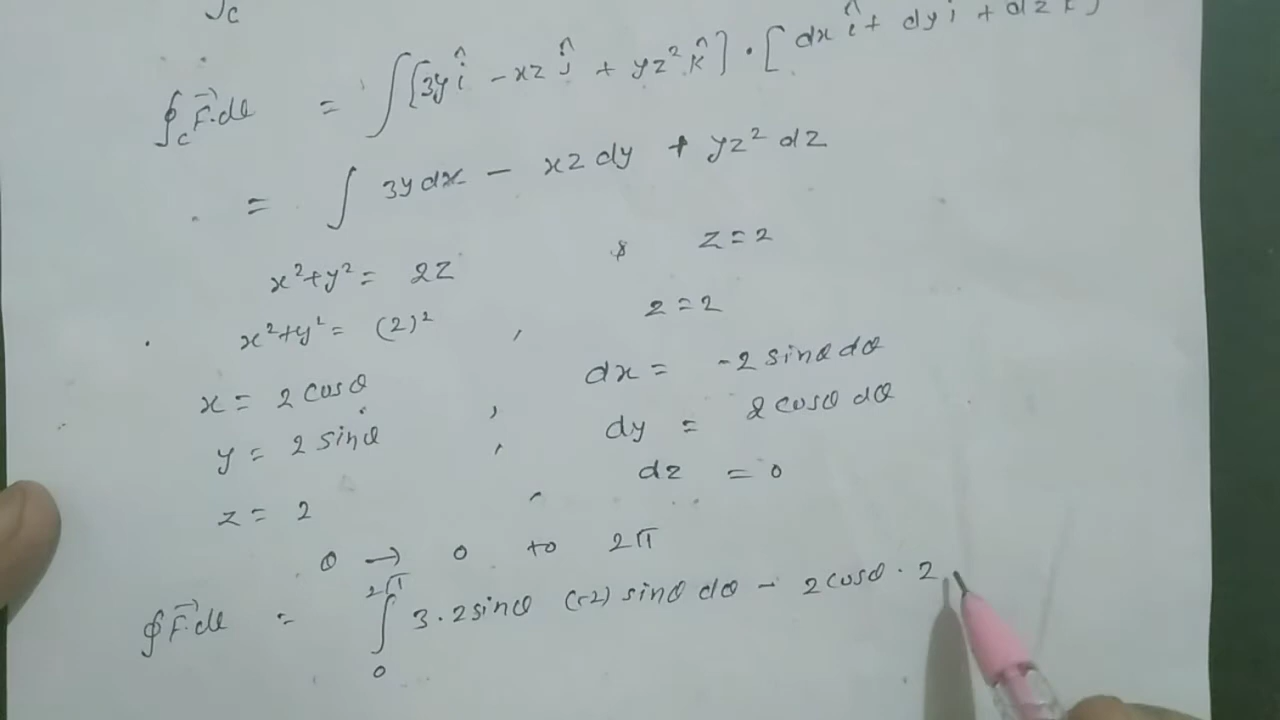 ∫_C
∮_C F⃗·dl = ∫[3y î - xz ĵ + yz² k̂] · [dx î + dy j + dz k]
= ∫ 3y dx - xz dy + yz² dz
x² + y² = 2z & z = 2
x² + y² = (2)² , z = 2
x = 2 cosθ , dx = -2 sinθ dθ
y = 2 sinθ , dy = 2 cosθ dθ
z = 2 , dz = 0
θ → 0 to 2π
∮ F⃗·dl = ∫₀^2π 3·2 sinθ (-2) sinθ dθ - 2 cosθ · 2